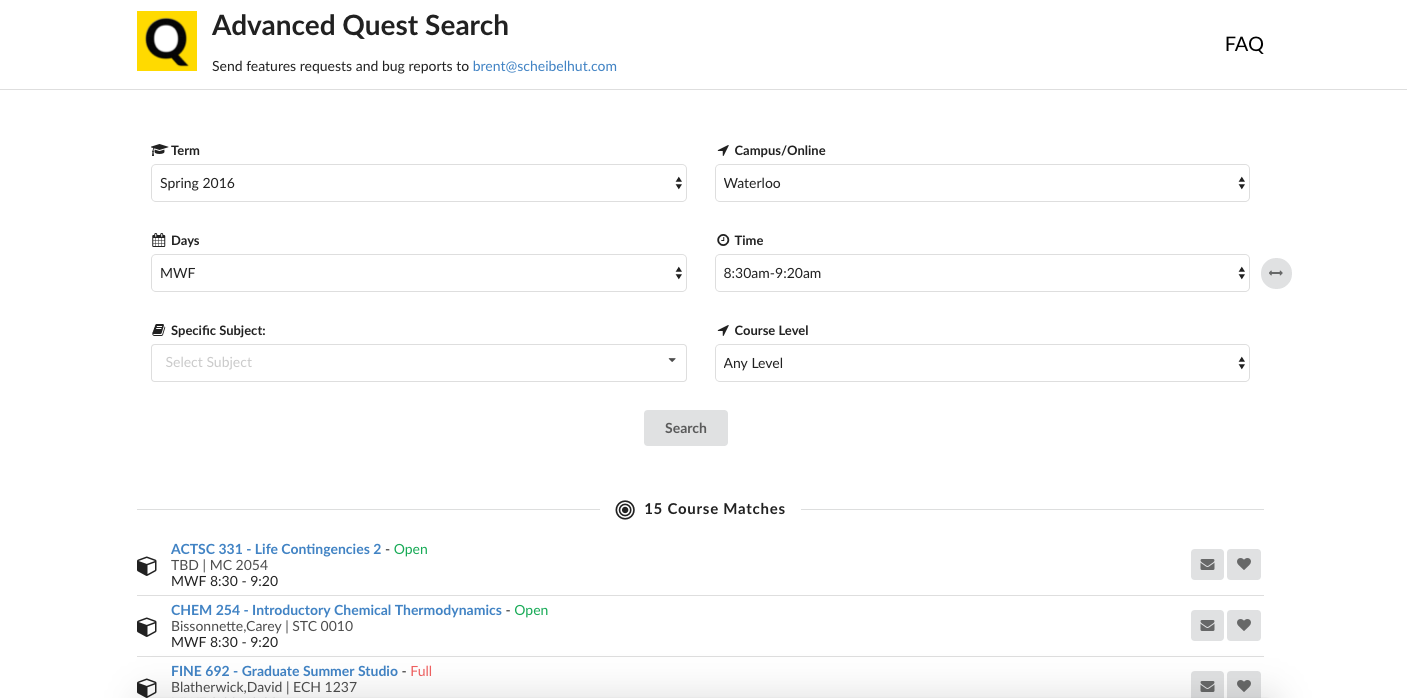 Q
Advanced Quest Search
Send features requests and bug reports to brent@scheibelhut.com
FAQ
Term
Spring 2016
Campus/Online
Waterloo
Days
MWF
Time
8:30am-9:20am
Specific Subject:
Select Subject
Course Level
Any Level
Search
15 Course Matches
ACTSC 331 - Life Contingencies 2 - Open
TBD | MC 2054
MWF 8:30 - 9:20
CHEM 254 - Introductory Chemical Thermodynamics - Open
Bissonnette,Carey | STC 0010
MWF 8:30 - 9:20
FINE 692 - Graduate Summer Studio - Full
Blatherwick,David | ECH 1237